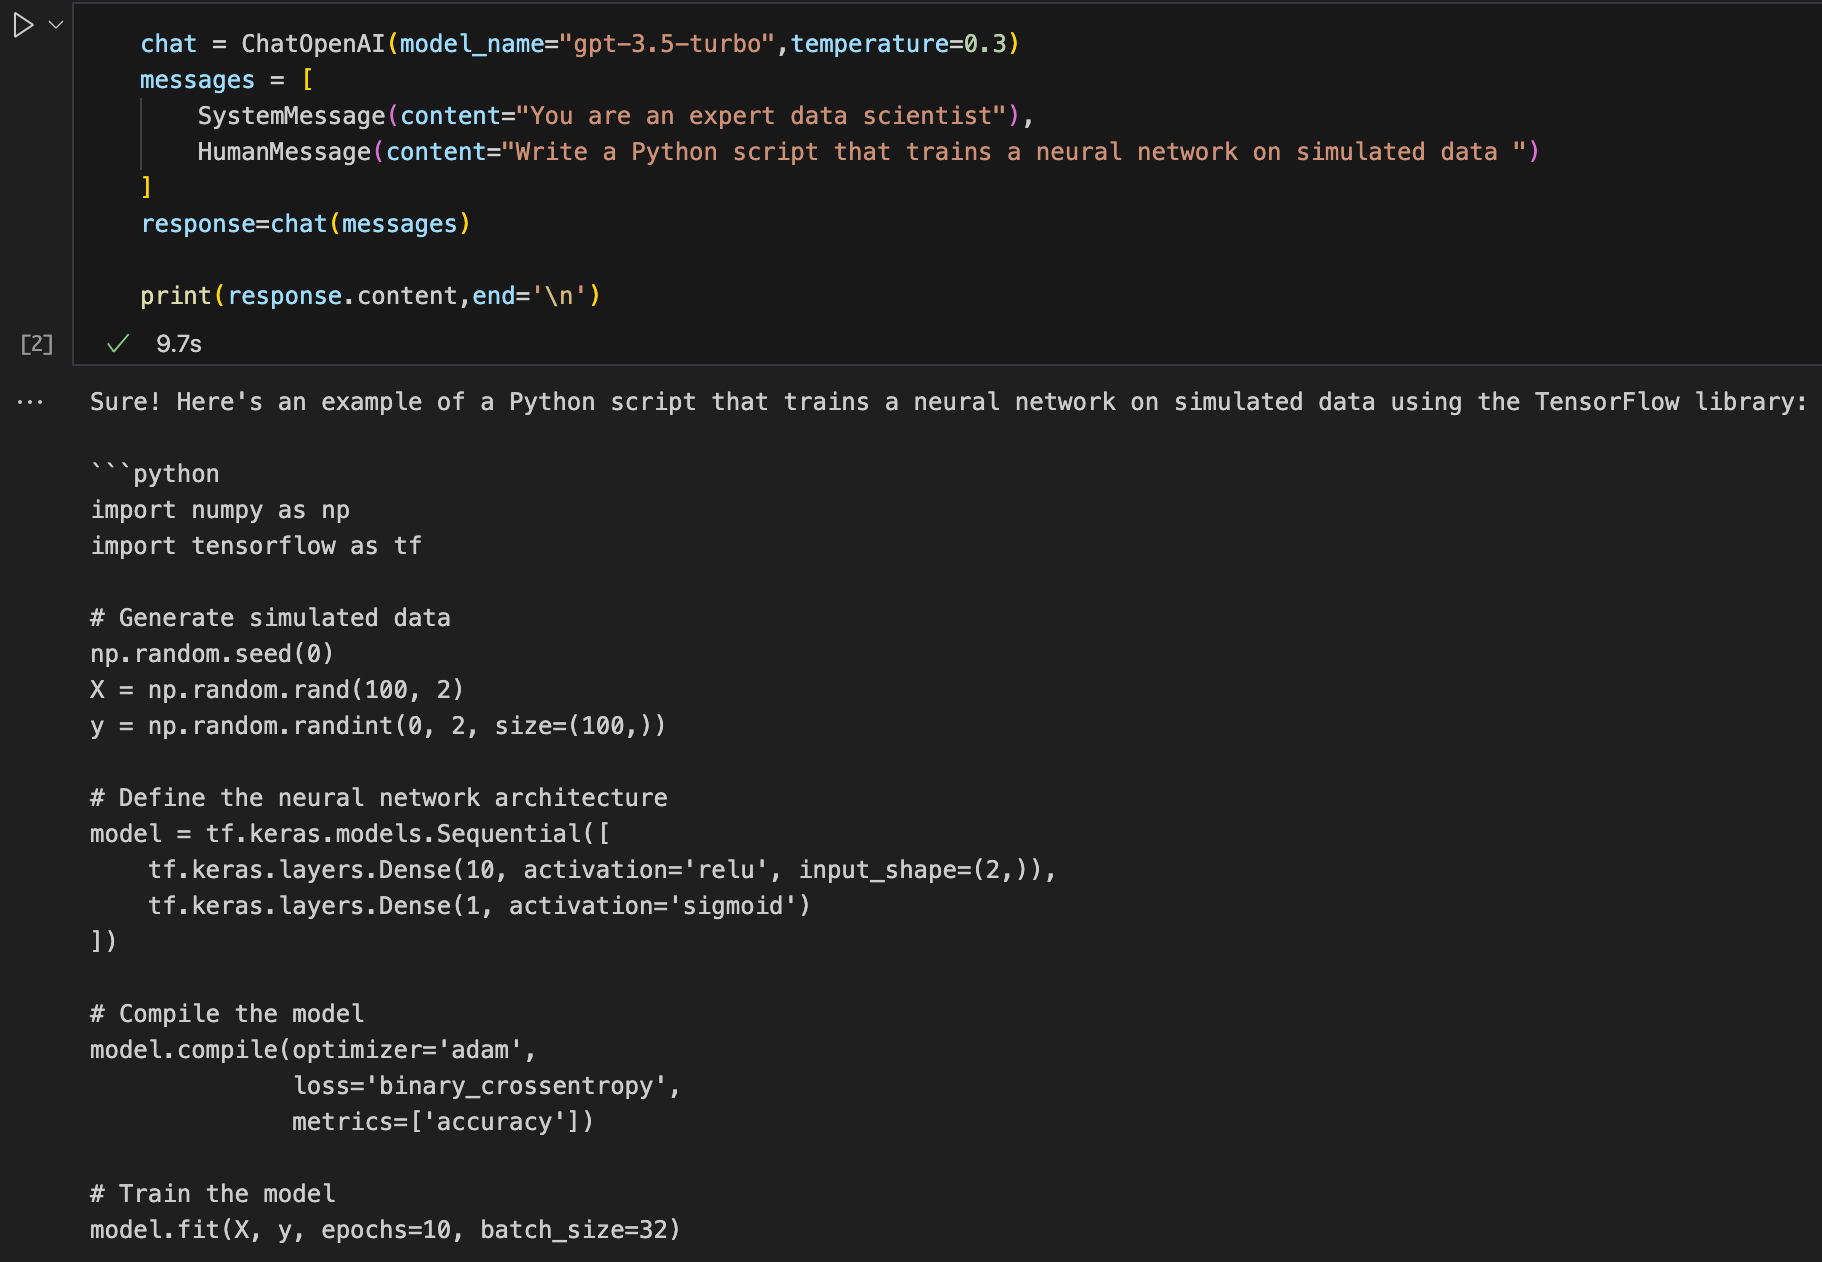 chat = ChatOpenAI(model_name="gpt-3.5-turbo",temperature=0.3)
messages = [
    SystemMessage(content="You are an expert data scientist"),
    HumanMessage(content="Write a Python script that trains a neural network on simulated data ")
]
response=chat(messages)

print(response.content,end='\n')
[2] ✓ 9.7s
... Sure! Here's an example of a Python script that trains a neural network on simulated data using the TensorFlow library:

```python
import numpy as np
import tensorflow as tf

# Generate simulated data
np.random.seed(0)
X = np.random.rand(100, 2)
y = np.random.randint(0, 2, size=(100,))

# Define the neural network architecture
model = tf.keras.models.Sequential([
    tf.keras.layers.Dense(10, activation='relu', input_shape=(2,)),
    tf.keras.layers.Dense(1, activation='sigmoid')
])

# Compile the model
model.compile(optimizer='adam',
              loss='binary_crossentropy',
              metrics=['accuracy'])

# Train the model
model.fit(X, y, epochs=10, batch_size=32)